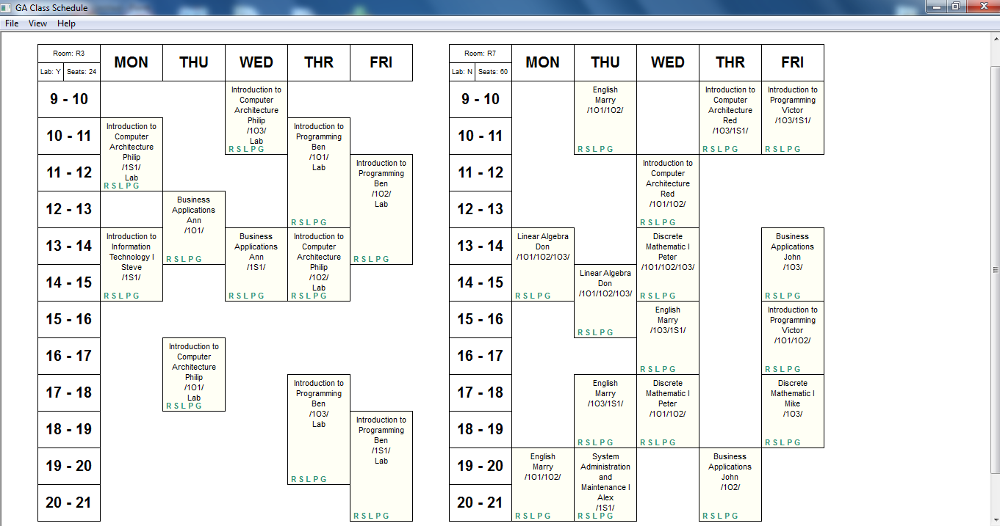 GA Class Schedule
File View Help
Room: R3
Lab: Y Seats: 24
MON THU WED THR FRI
9 - 10
Introduction to
Computer
Architecture
Philip
/1O3/
Lab
R S L P G
10 - 11
Introduction to
Computer
Architecture
Philip
/1S1/
Lab
R S L P G
Introduction to
Programming
Ben
/1O1/
Lab
R S L P G
11 - 12
Introduction to
Programming
Ben
/1O2/
Lab
R S L P G
12 - 13
Business
Applications
Ann
/1O1/
R S L P G
13 - 14
Introduction to
Information
Technology I
Steve
/1S1/
R S L P G
Business
Applications
Ann
/1S1/
R S L P G
Introduction to
Computer
Architecture
Philip
/1O2/
Lab
R S L P G
14 - 15
15 - 16
16 - 17
Introduction to
Computer
Architecture
Philip
/1O1/
Lab
R S L P G
17 - 18
Introduction to
Programming
Ben
/1O3/
Lab
R S L P G
18 - 19
Introduction to
Programming
Ben
/1S1/
Lab
R S L P G
19 - 20
20 - 21
Room: R7
Lab: N Seats: 60
MON THU WED THR FRI
9 - 10
English
Marry
/1O1/1O2/
R S L P G
Introduction to
Computer
Architecture
Red
/1O3/1S1/
R S L P G
Introduction to
Programming
Victor
/1O3/1S1/
R S L P G
10 - 11
11 - 12
Introduction to
Computer
Architecture
Red
/1O1/1O2/
R S L P G
12 - 13
13 - 14
Linear Algebra
Don
/1O1/1O2/1O3/
R S L P G
Discrete
Mathematic I
Peter
/1O1/1O2/1O3/
R S L P G
Business
Applications
John
/1O3/
R S L P G
14 - 15
Linear Algebra
Don
/1O1/1O2/1O3/
R S L P G
15 - 16
English
Marry
/1O3/1S1/
R S L P G
Introduction to
Programming
Victor
/1O1/1O2/
R S L P G
16 - 17
17 - 18
English
Marry
/1O3/1S1/
R S L P G
Discrete
Mathematic I
Peter
/1O1/1O2/
R S L P G
Discrete
Mathematic I
Mike
/1O3/
R S L P G
18 - 19
19 - 20
English
Marry
/1O1/1O2/
R S L P G
System
Administration
and
Maintenance I
Alex
/1S1/
R S L P G
Business
Applications
John
/1O2/
R S L P G
20 - 21